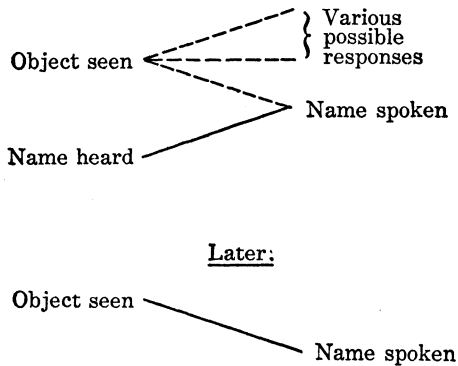 Various
possible
responses
Object seen
Name spoken
Name heard
Later:
Object seen
Name spoken